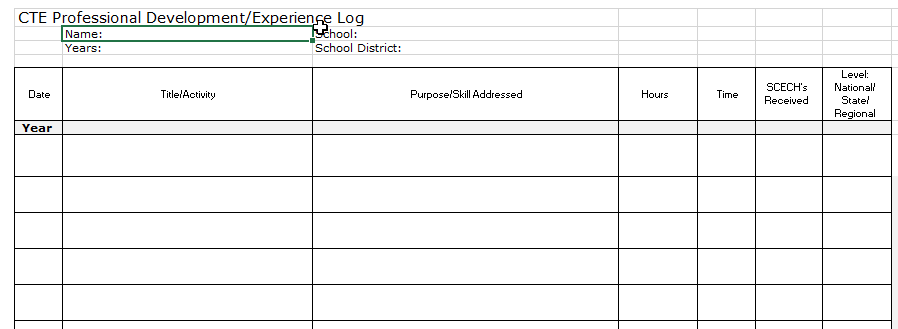 CTE Professional Development/Experience Log
Name: School:
Years: School District:
Date Title/Activity Purpose/Skill Addressed Hours Time SCECH's Received Level: National/ State/ Regional
Year